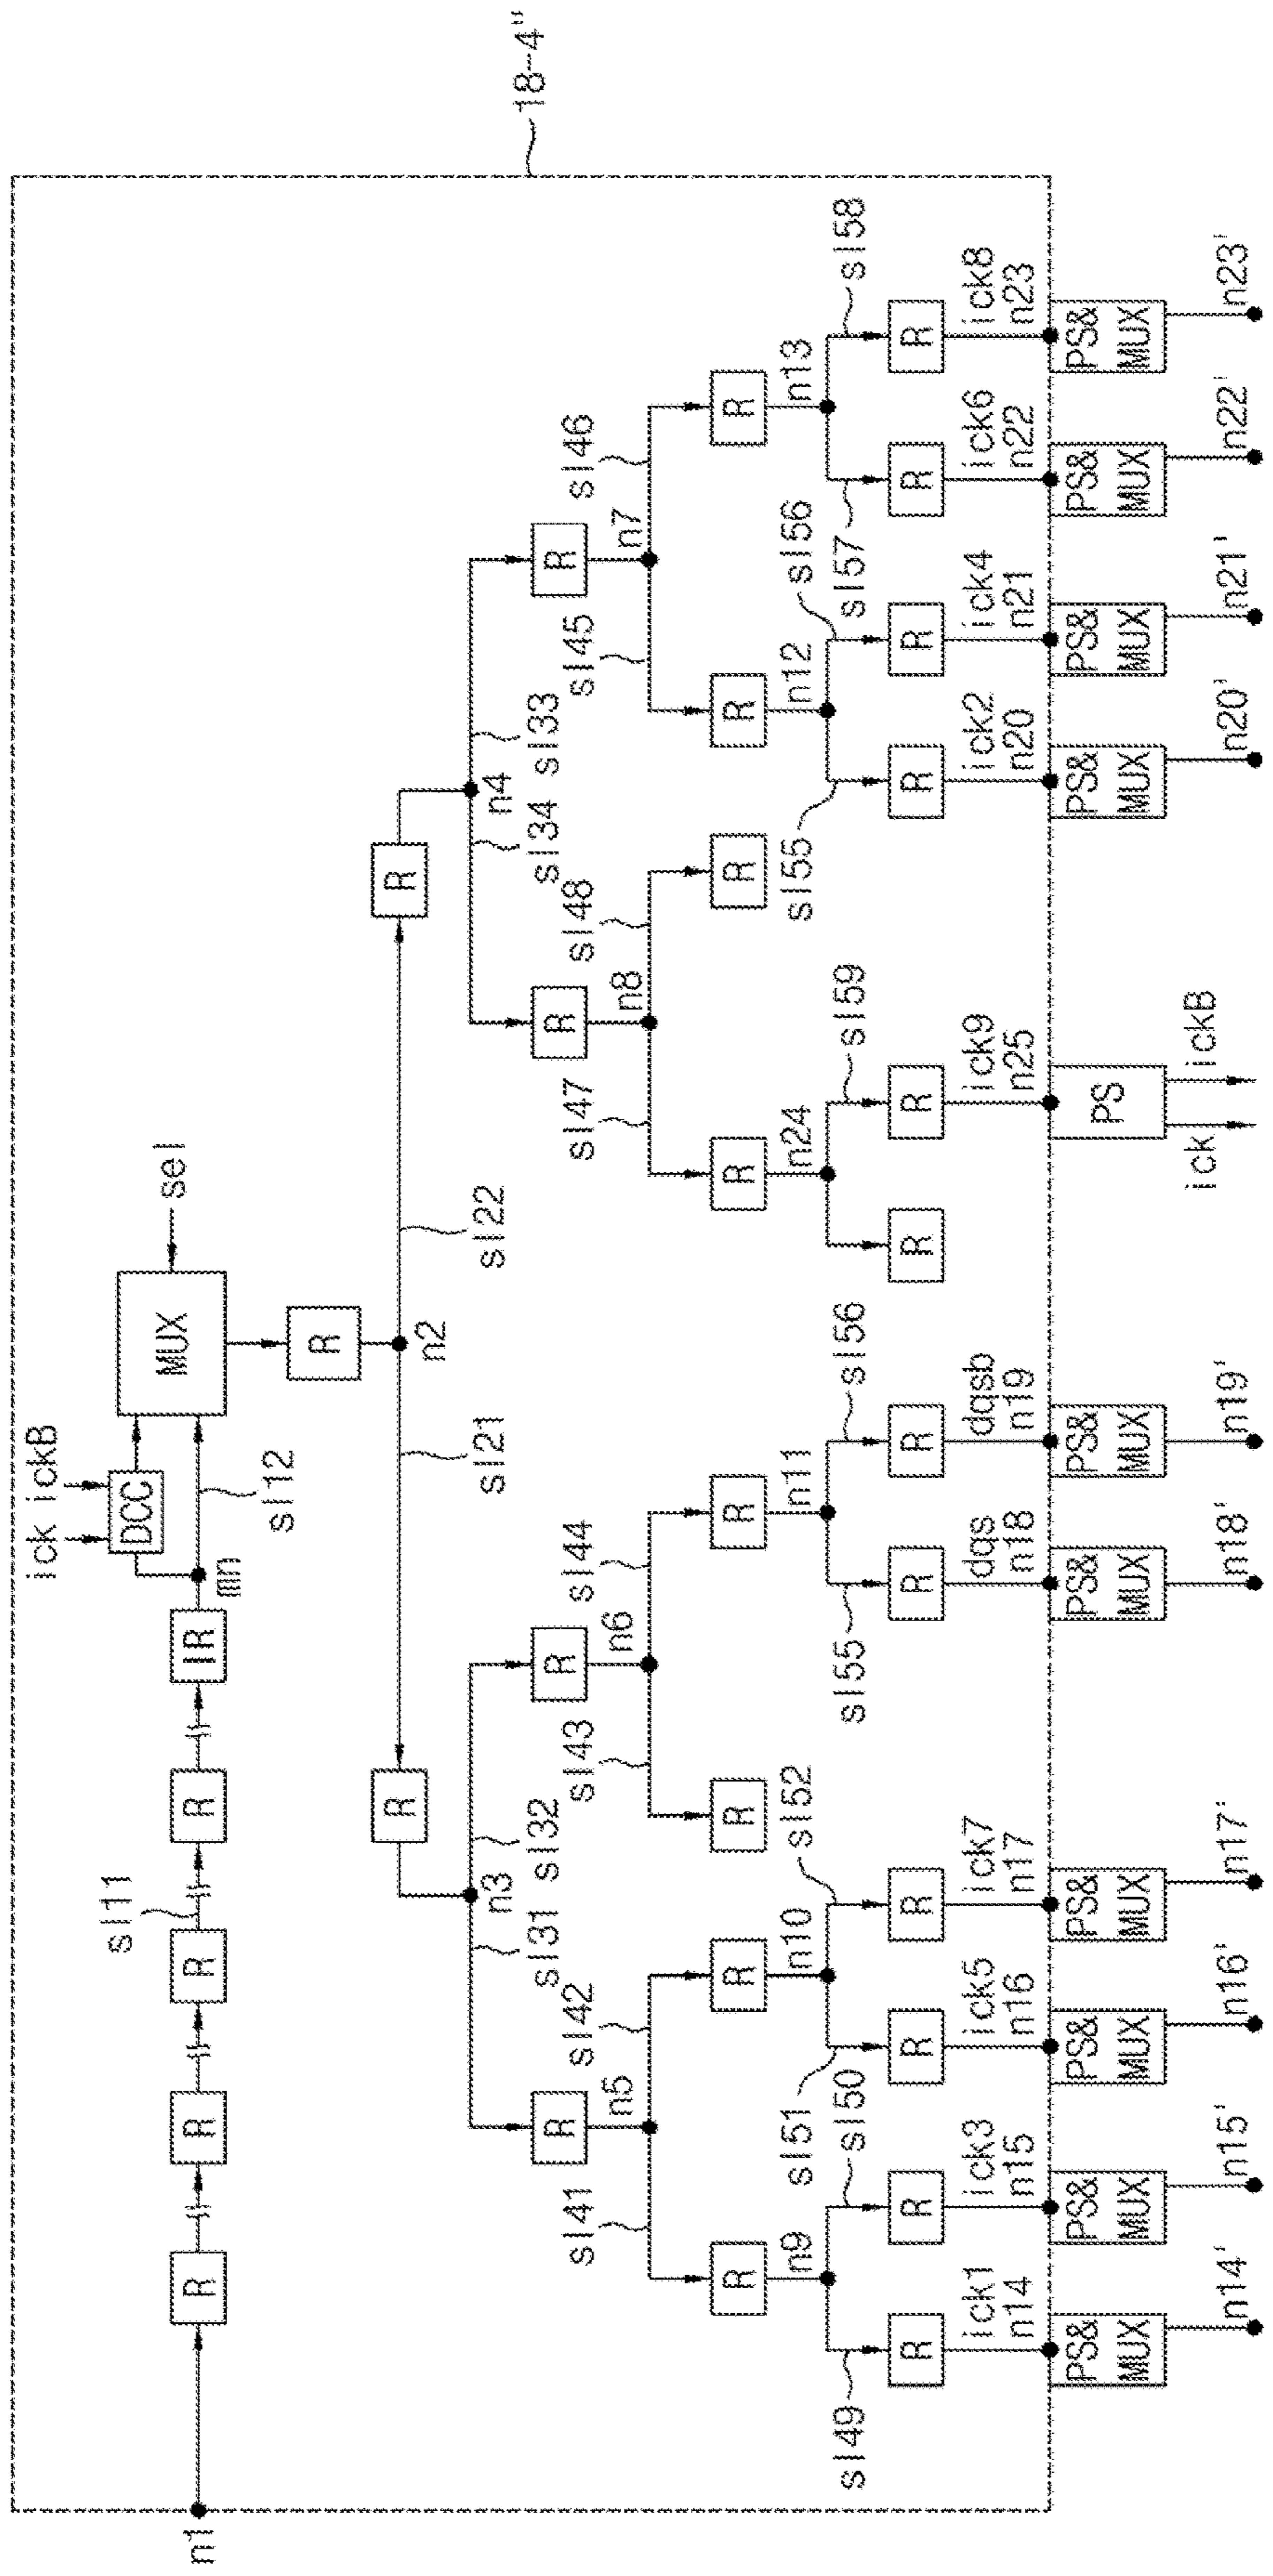 18-4"
ick ickB
DCC
MUX
sel
n1
R
R
R
sl11
R
IR
mn
sl12
R
n2
sl21
sl22
R
R
n3
n4
sl31
sl32
sl34
sl33
R
R
R
R
n5
n6
n8
n7
sl41
sl42
sl43
sl44
sl47
sl48
sl45
sl46
R
R
R
R
R
R
R
R
n9
n10
n11
n24
n12
n13
sl49
sl50
sl51
sl52
sl55
sl56
sl59
sl55
sl56
sl57
sl58
R
R
R
R
R
R
R
R
R
R
R
R
ick1
ick3
ick5
ick7
dqs
dqsb
ick9
ick2
ick4
ick6
ick8
n14
n15
n16
n17
n18
n19
n25
n20
n21
n22
n23
PS&
MUX
PS&
MUX
PS&
MUX
PS&
MUX
PS&
MUX
PS&
MUX
PS
PS&
MUX
PS&
MUX
PS&
MUX
PS&
MUX
n14'
n15'
n16'
n17'
n18'
n19'
ick
ickB
n20'
n21'
n22'
n23'